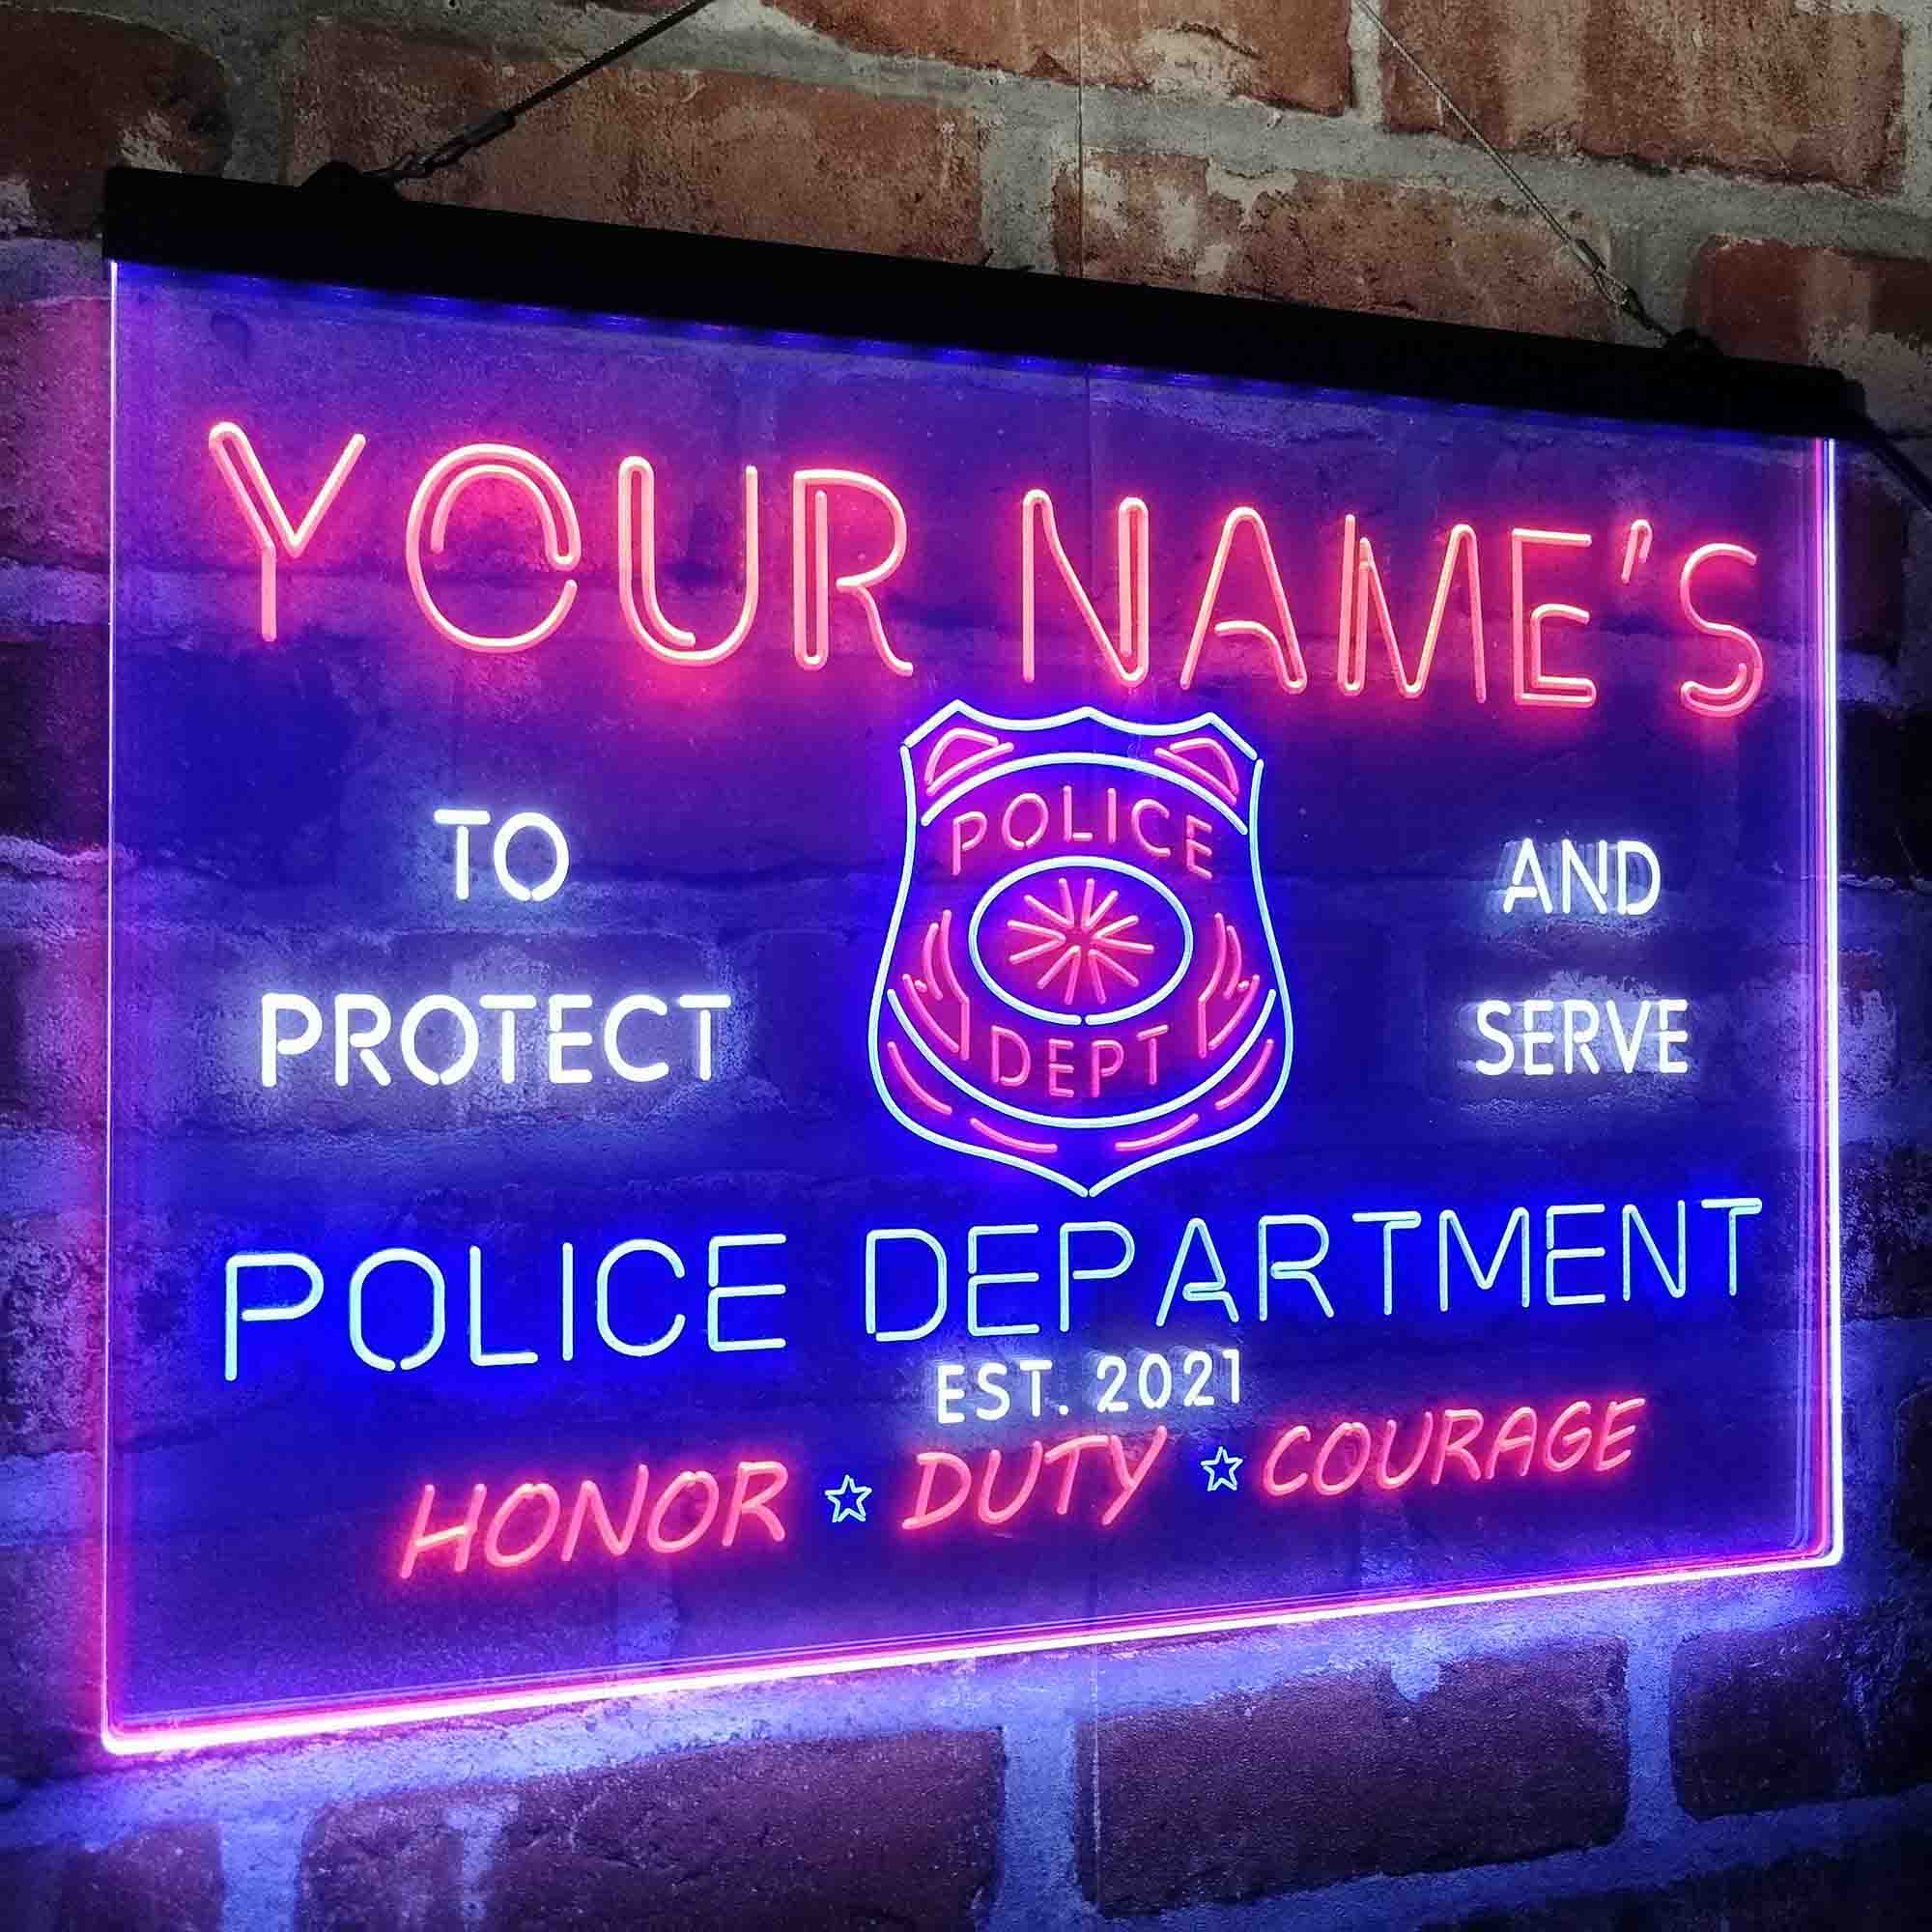 YOUR NAME'S
POLICE
DEPT
TO
PROTECT
AND
SERVE
POLICE DEPARTMENT
EST. 2021
HONOR ☆ DUTY ☆ COURAGE